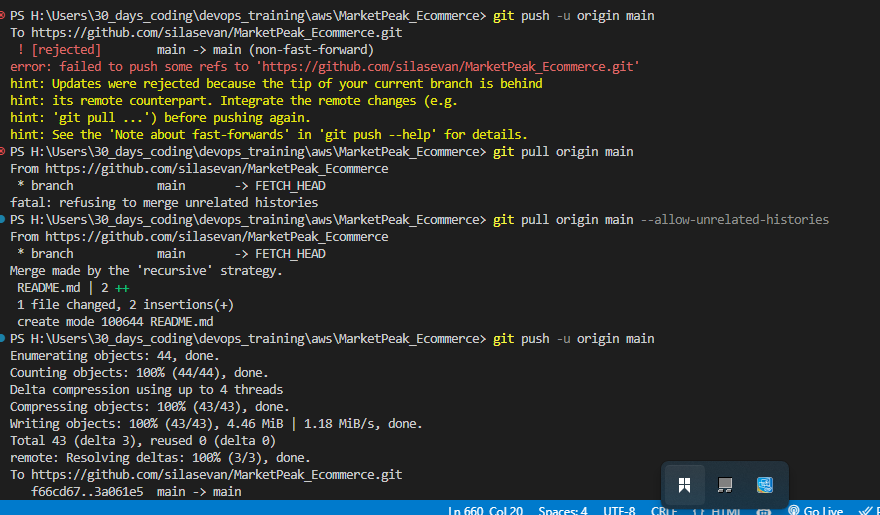 PS H:\Users\30_days_coding\devops_training\aws\MarketPeak_Ecommerce> git push -u origin main
To https://github.com/silasevan/MarketPeak_Ecommerce.git
 ! [rejected]        main -> main (non-fast-forward)
error: failed to push some refs to 'https://github.com/silasevan/MarketPeak_Ecommerce.git'
hint: Updates were rejected because the tip of your current branch is behind
hint: its remote counterpart. Integrate the remote changes (e.g.
hint: 'git pull ...') before pushing again.
hint: See the 'Note about fast-forwards' in 'git push --help' for details.
PS H:\Users\30_days_coding\devops_training\aws\MarketPeak_Ecommerce> git pull origin main
From https://github.com/silasevan/MarketPeak_Ecommerce
 * branch            main       -> FETCH_HEAD
fatal: refusing to merge unrelated histories
PS H:\Users\30_days_coding\devops_training\aws\MarketPeak_Ecommerce> git pull origin main --allow-unrelated-histories
From https://github.com/silasevan/MarketPeak_Ecommerce
 * branch            main       -> FETCH_HEAD
Merge made by the 'recursive' strategy.
 README.md | 2 ++
 1 file changed, 2 insertions(+)
 create mode 100644 README.md
PS H:\Users\30_days_coding\devops_training\aws\MarketPeak_Ecommerce> git push -u origin main
Enumerating objects: 44, done.
Counting objects: 100% (44/44), done.
Delta compression using up to 4 threads
Compressing objects: 100% (43/43), done.
Writing objects: 100% (43/43), 4.46 MiB | 1.18 MiB/s, done.
Total 43 (delta 3), reused 0 (delta 0)
remote: Resolving deltas: 100% (3/3), done.
To https://github.com/silasevan/MarketPeak_Ecommerce.git
   f66cd67..3a061e5  main -> main
Ln 660, Col 20 Spaces: 4 UTF-8 CRLF HTML Go Live